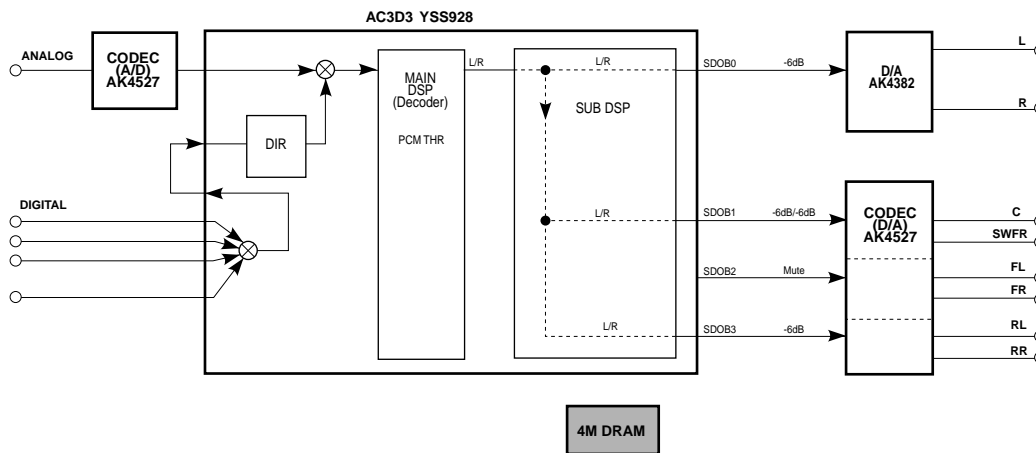 AC3D3 YSS928
ANALOG
CODEC
(A/D)
AK4527
MAIN
DSP
(Decoder)
PCM THR
L/R
L/R
SUB DSP
SDOB0
-6dB
D/A
AK4382
L
R
DIR
DIGITAL
L/R
SDOB1
-6dB/-6dB
CODEC
(D/A)
AK4527
C
SWFR
SDOB2
Mute
FL
FR
L/R
SDOB3
-6dB
RL
RR
4M DRAM